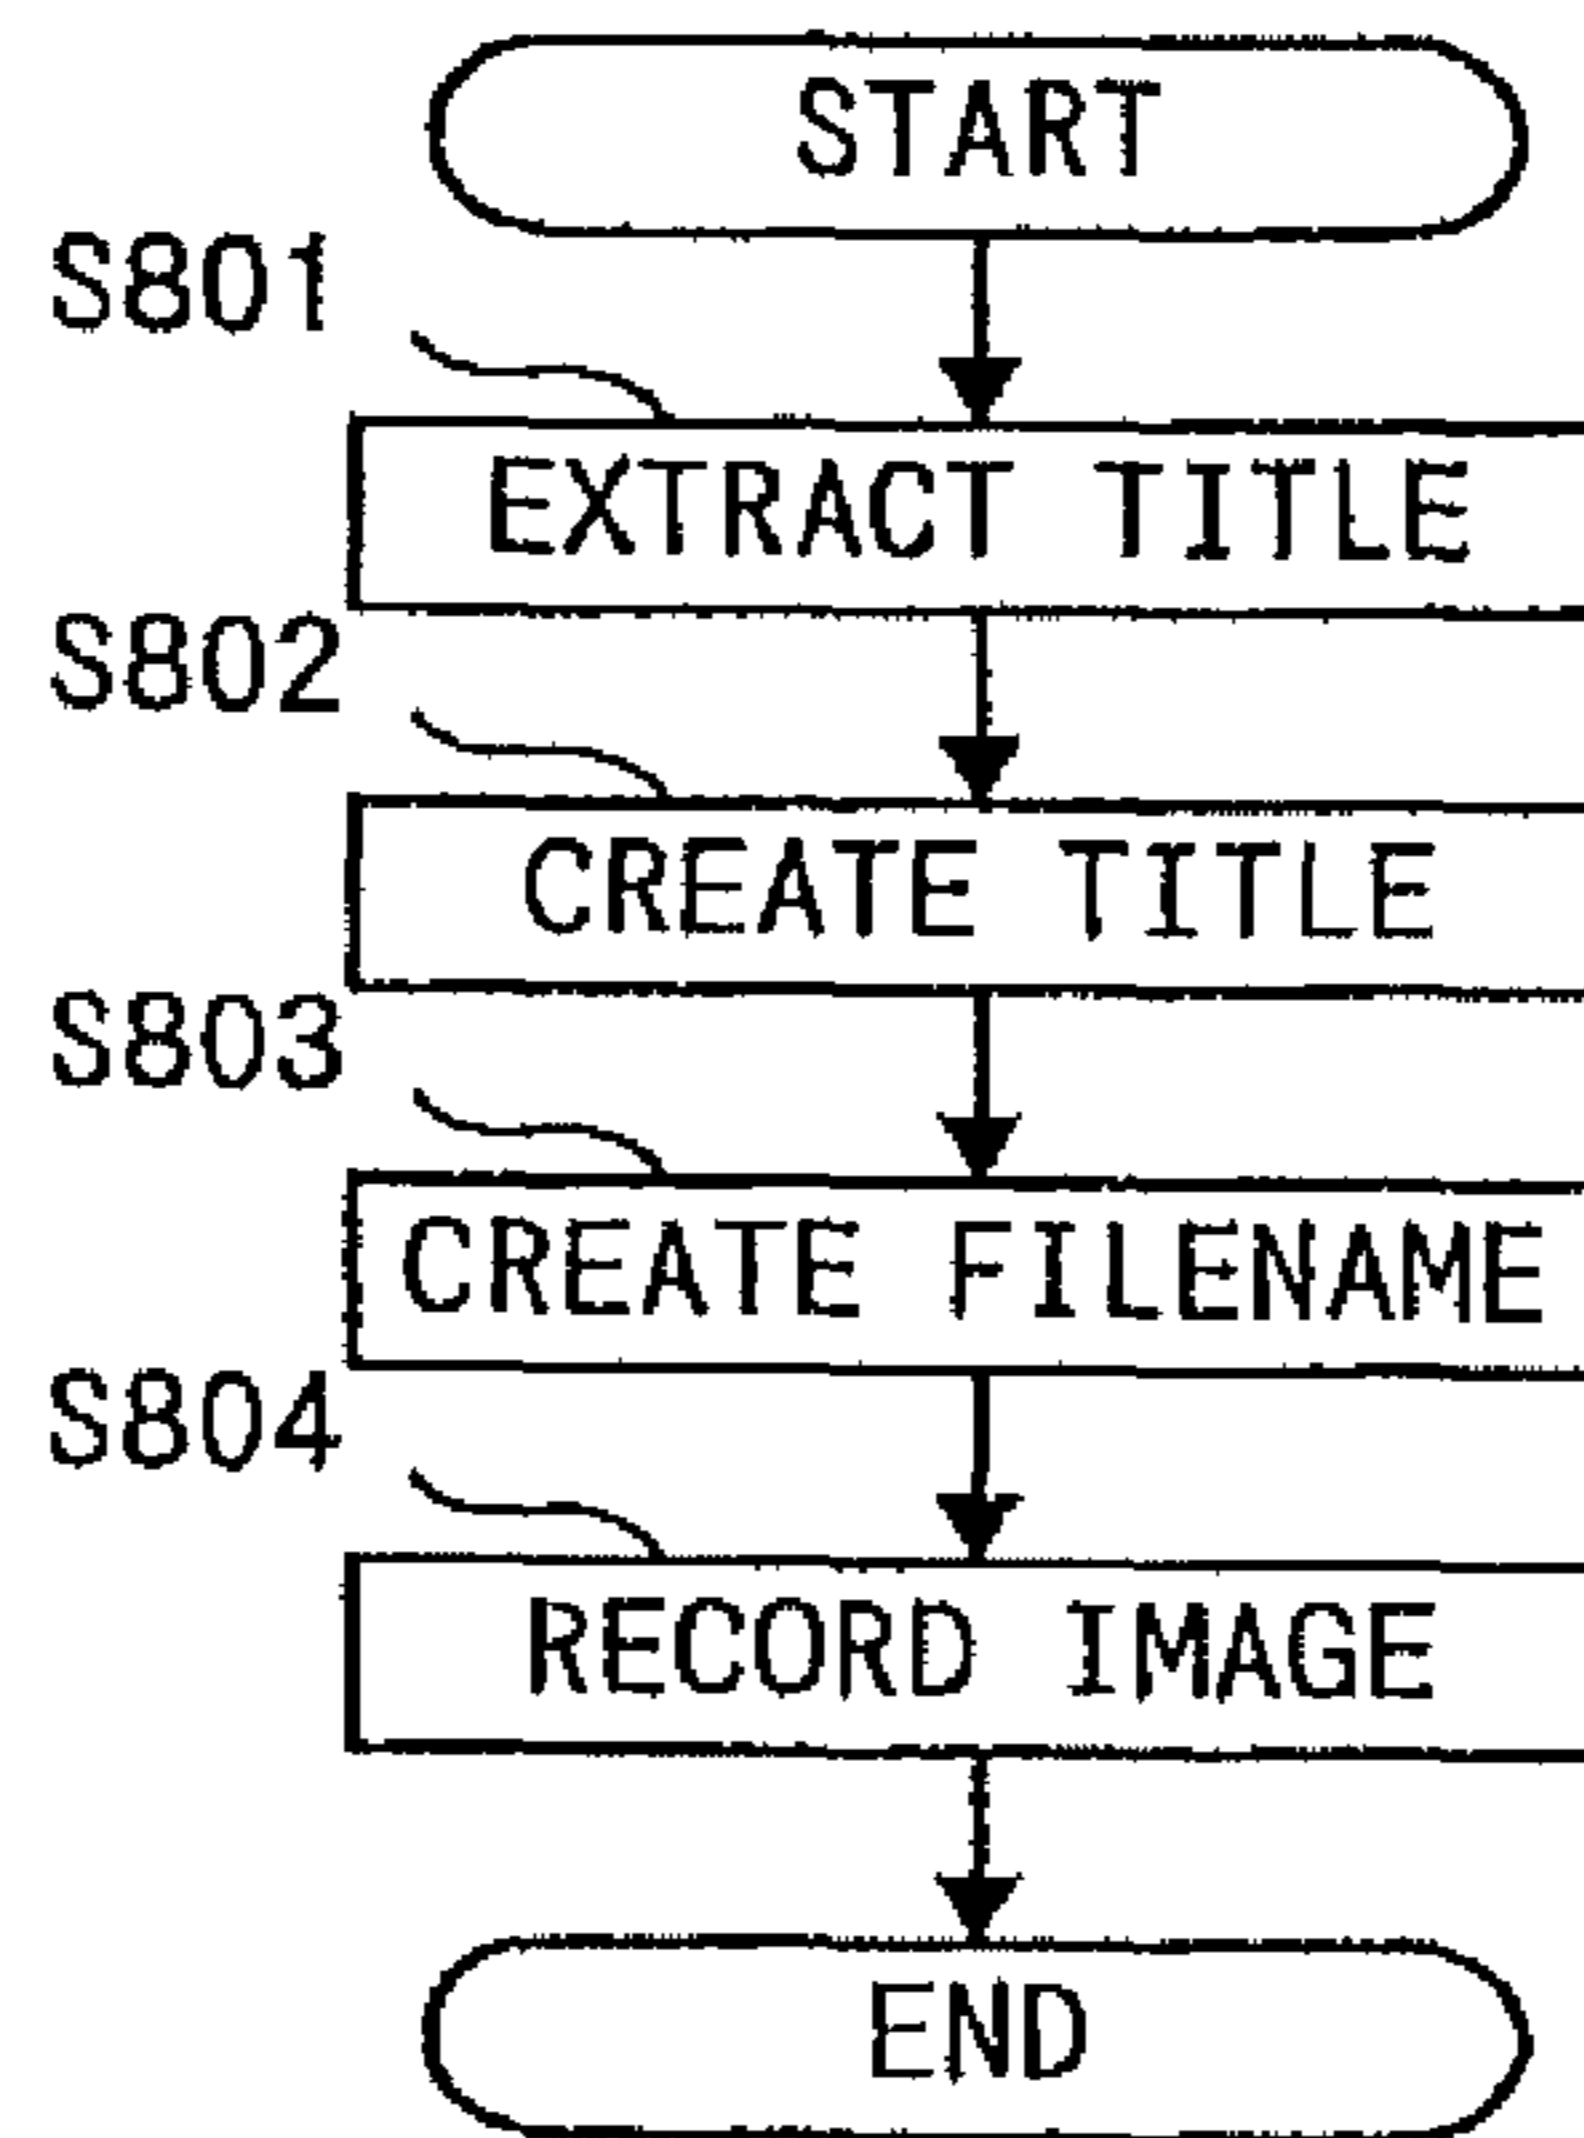 START
S801
EXTRACT TITLE
S802
CREATE TITLE
S803
CREATE FILENAME
S804
RECORD IMAGE
END